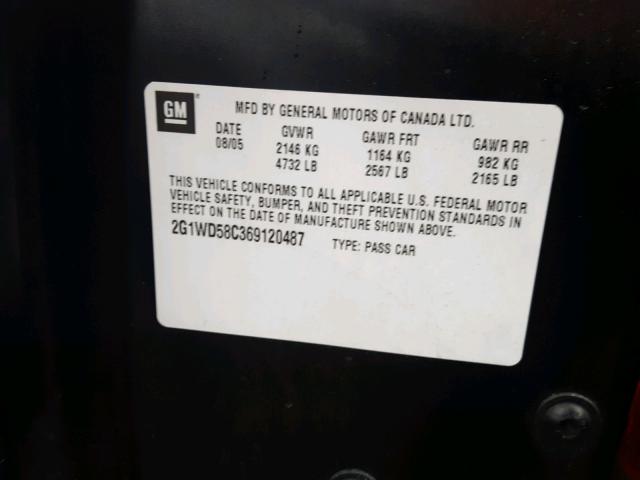 GM ®
MFD BY GENERAL MOTORS OF CANADA LTD.
DATE GVWR GAWR FRT GAWR RR
08/05 2146 KG 1164 KG 982 KG
4732 LB 2567 LB 2165 LB
THIS VEHICLE CONFORMS TO ALL APPLICABLE U.S. FEDERAL MOTOR
VEHICLE SAFETY, BUMPER, AND THEFT PREVENTION STANDARDS IN
EFFECT ON THE DATE OF MANUFACTURE SHOWN ABOVE.
2G1WD58C369120487 TYPE: PASS CAR